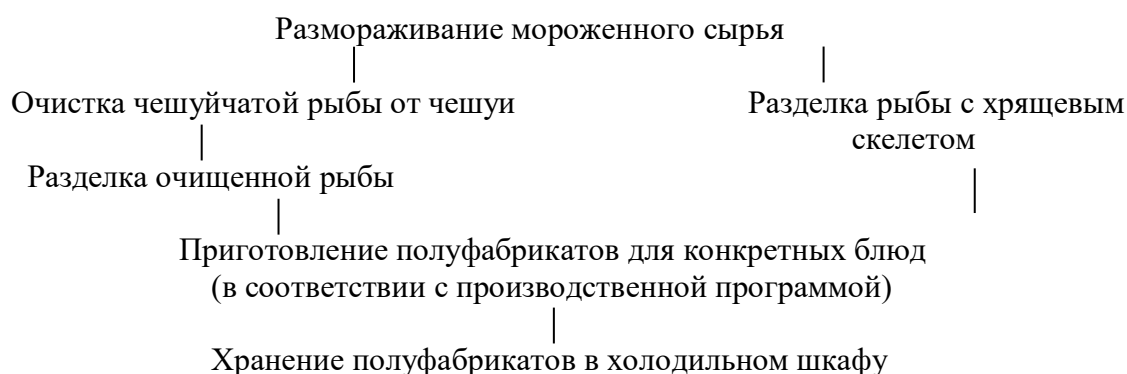 Размораживание мороженного сырья
Очистка чешуйчатой рыбы от чешуи
Разделка рыбы с хрящевым
скелетом
Разделка очищенной рыбы
Приготовление полуфабрикатов для конкретных блюд
(в соответствии с производственной программой)
Хранение полуфабрикатов в холодильном шкафу